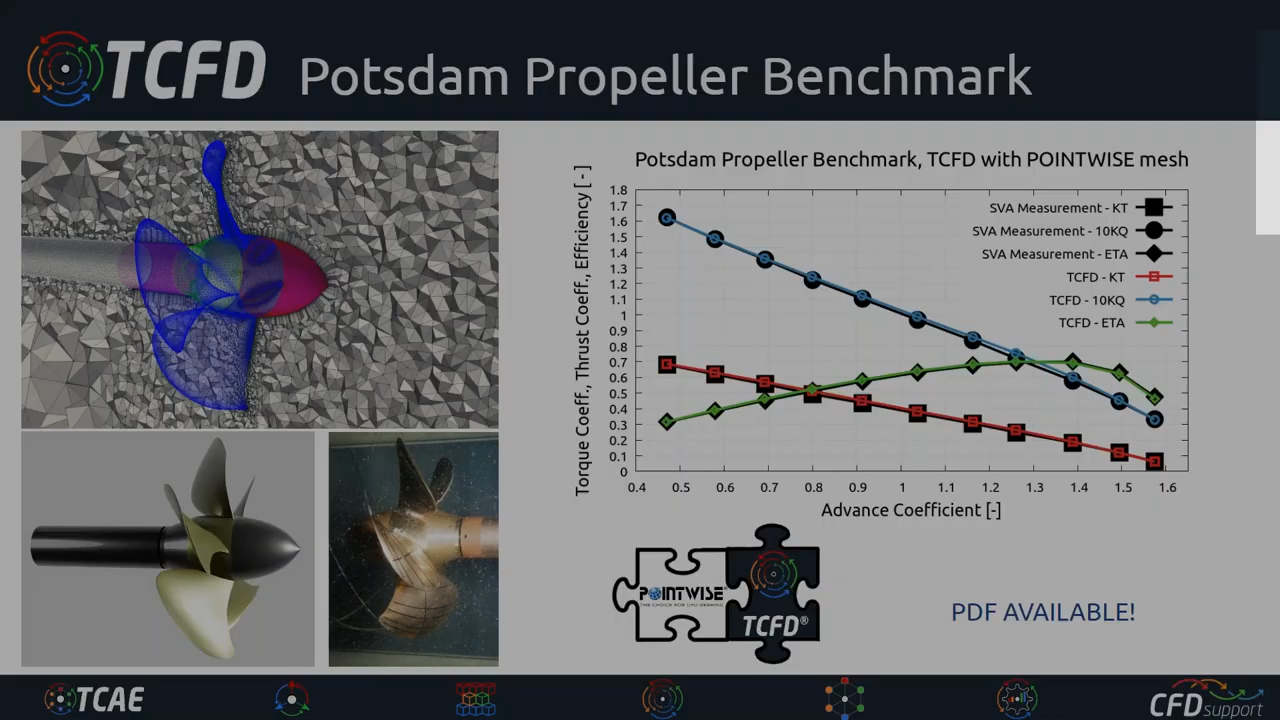 TCFD Potsdam Propeller Benchmark
Potsdam Propeller Benchmark, TCFD with POINTWISE mesh
Torque Coeff., Thrust Coeff., Efficiency [ - ]
1.8
1.7
1.6
1.5
1.4
1.3
1.2
1.1
1
0.9
0.8
0.7
0.6
0.5
0.4
0.3
0.2
0.1
0
SVA Measurement - KT
SVA Measurement - 10KQ
SVA Measurement - ETA
TCFD - KT
TCFD - 10KQ
TCFD - ETA
0.4 0.5 0.6 0.7 0.8 0.9 1 1.1 1.2 1.3 1.4 1.5 1.6
Advance Coefficient [-]
POINTWISE
THE CHOICE FOR CFD MESHING
TCFD®
PDF AVAILABLE!
TCAE
CFD support